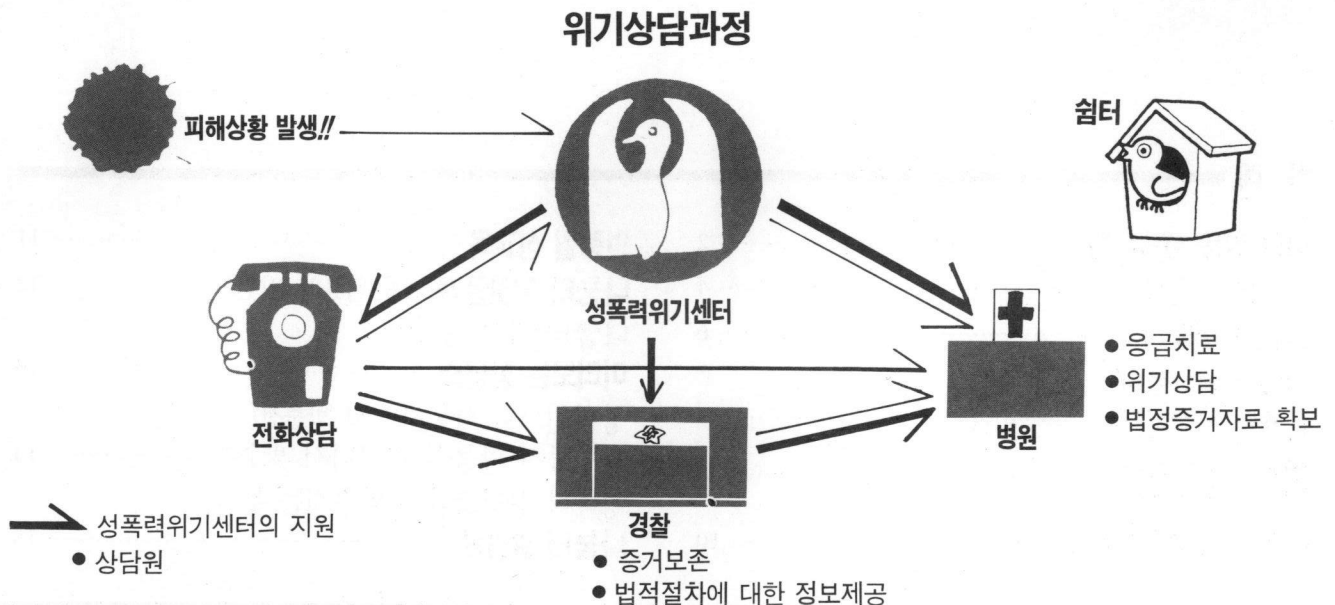 위기상담과정
피해상황 발생!!
쉼터
성폭력위기센터
전화상담
병원
● 응급치료
● 위기상담
● 법정증거자료 확보
경찰
● 증거보존
● 법적절차에 대한 정보제공
성폭력위기센터의 지원
● 상담원